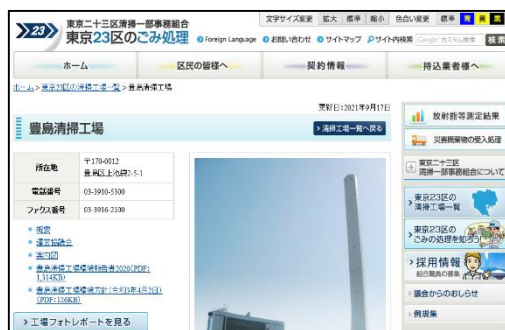 文字サイズ変更 拡大 標準 縮小 色合い変更 標準 青 黄 黒
東京二十三区清掃一部事務組合
東京23区のごみ処理
Foreign Language お問い合わせ サイトマップ サイト内検索 Google カスタム検索 検索
ホーム 区民の皆様へ 契約情報 持込業者様へ
ホーム > 東京23区の清掃工場一覧 > 豊島清掃工場
更新日:2021年9月17日
豊島清掃工場
清掃工場一覧へ戻る
所在地
〒170-0012
豊島区上池袋2-5-1
電話番号 03-3910-5300
ファクス番号 03-3916-2100
概要
運営協議会
案内図
豊島清掃工場環境報告書2020(PDF:
1,314KB)
豊島清掃工場環境方針(令和3年4月2日)
(PDF:126KB)
工場フォトレポートを見る
放射能等測定結果
災害廃棄物の受入処理
東京二十三区
清掃一部事務組合について
東京23区の
清掃工場一覧
東京23区の
ごみの処理を知ろう!
採用情報
組合職員の募集
議会からのおしらせ
例規集